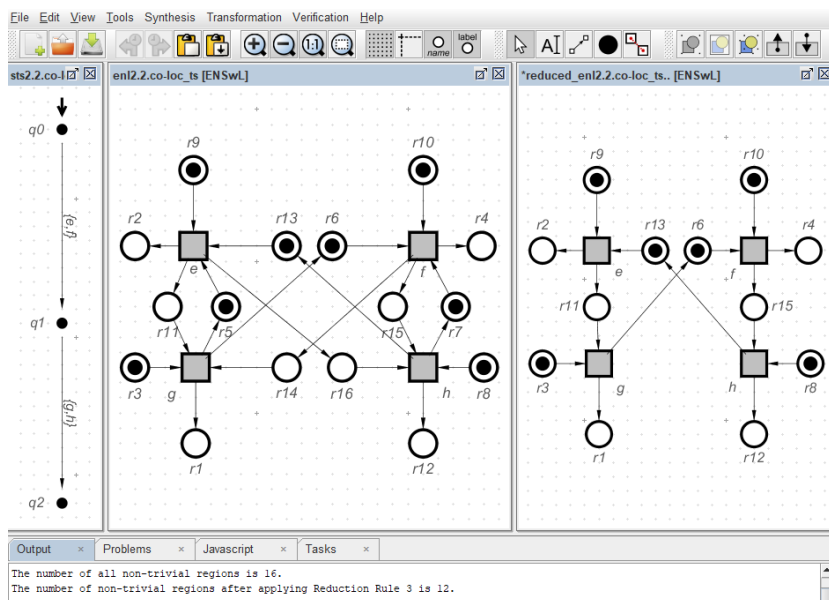 File Edit View Tools Synthesis Transformation Verification Help
1:1 name label AI
sts2.2.co-l
enl2.2.co-loc_ts [ENSwL]
*reduced_enl2.2.co-loc_ts.. [ENSwL]
q0
{e,f}
q1
{g,h}
q2
r9 r10
r2 r13 r6 r4
e f
r11 r5 r15 r7
r3 g r14 r16 h r8
r1 r12
r9 r10
r2 r13 r6 r4
e f
r11 r15
r3 g h r8
r1 r12
Output × Problems × Javascript × Tasks ×
The number of all non-trivial regions is 16.
The number of non-trivial regions after applying Reduction Rule 3 is 12.